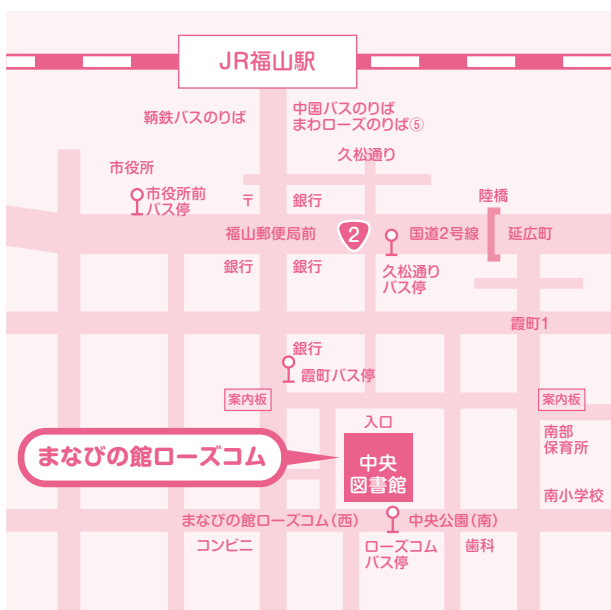 JR福山駅
鞆鉄バスのりば
中国バスのりば
まわローズのりば⑤
久松通り
市役所
市役所前
バス停
〒
銀行
陸橋
福山郵便局前
2
国道2号線
延広町
銀行
銀行
久松通り
バス停
霞町1
銀行
霞町バス停
案内板
案内板
入口
南部
保育所
まなびの館ローズコム
中央
図書館
南小学校
まなびの館ローズコム(西)
中央公園(南)
コンビニ
ローズコム
バス停
歯科